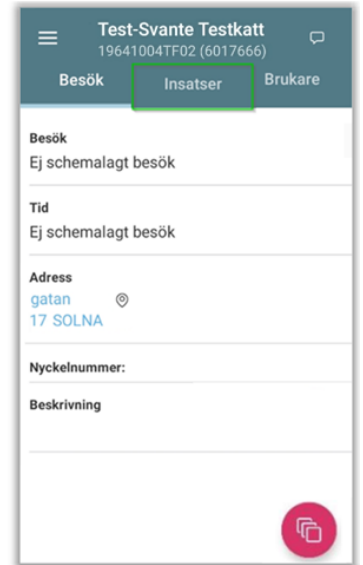 Test-Svante Testkatt
19641004TF02 (6017666)
Besök Insatser Brukare
Besök
Ej schemalagt besök
Tid
Ej schemalagt besök
Adress
gatan
17 SOLNA
Nyckelnummer:
Beskrivning